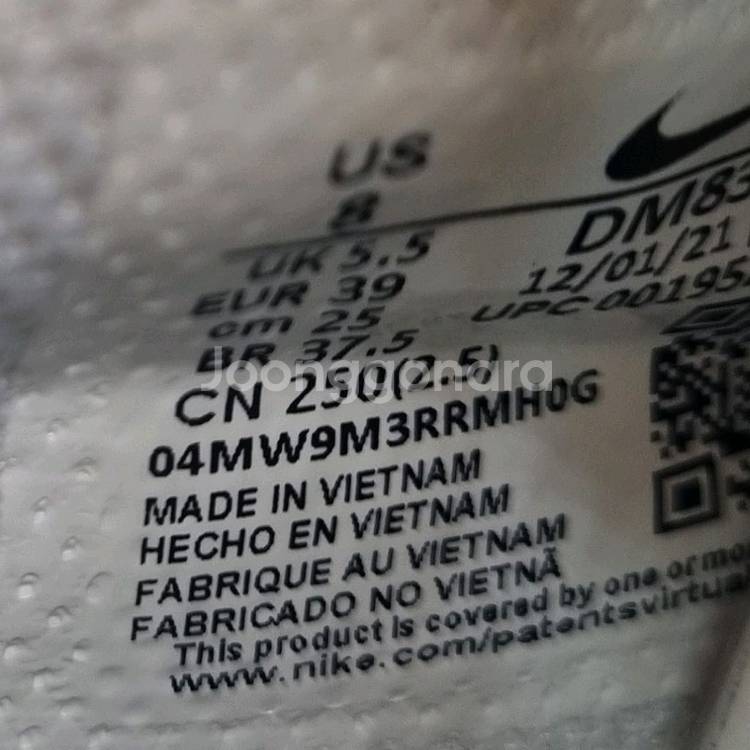 US
8
DM83
UK 5.5
12/01/21
EUR 39
UPC 00195
cm 25
BR 37.5
Joonggonara
CN 250(2.5)
04MW9M3RRMH0G
MADE IN VIETNAM
HECHO EN VIETNAM
FABRIQUE AU VIETNAM
FABRICADO NO VIETNÃ
This product is covered by one or mo
www.nike.com/patentsvirtua